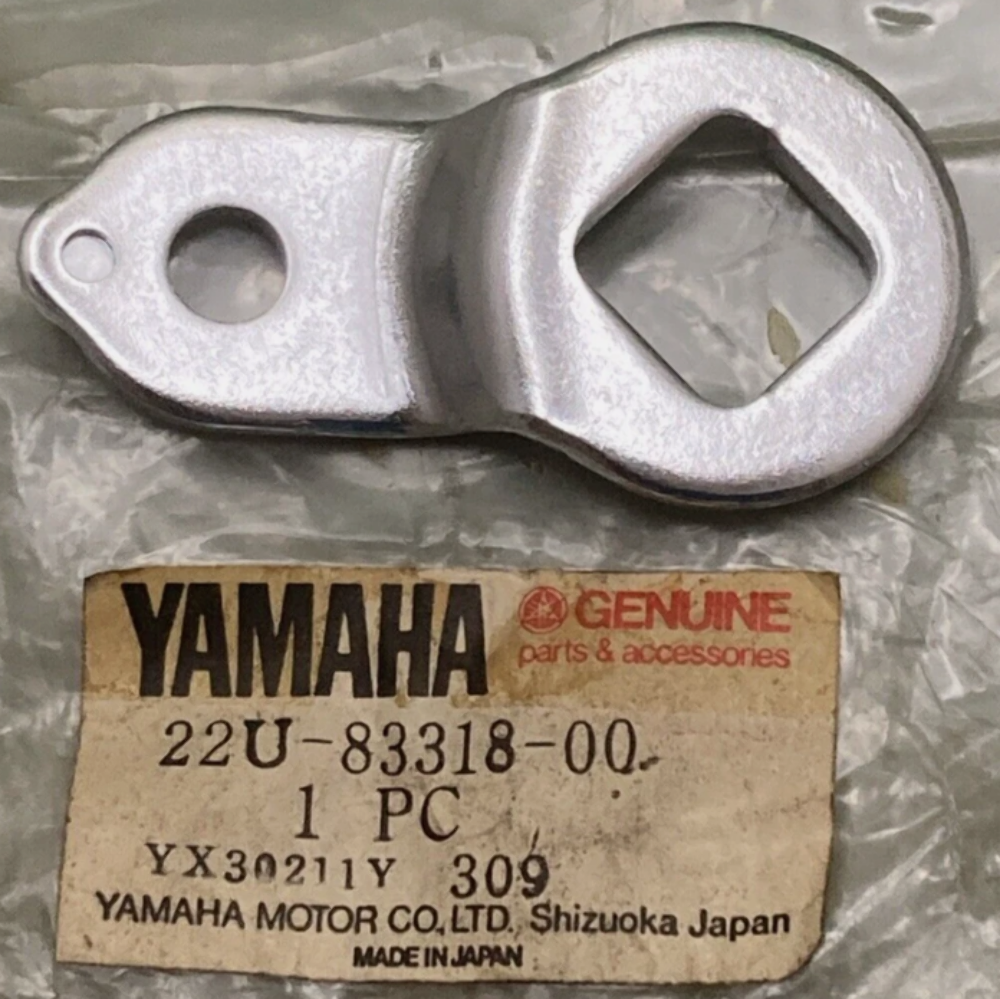 YAMAHA GENUINE
parts & accessories
22U-83318-00
1 PC
YX30211Y 309
YAMAHA MOTOR CO., LTD. Shizuoka Japan
MADE IN JAPAN